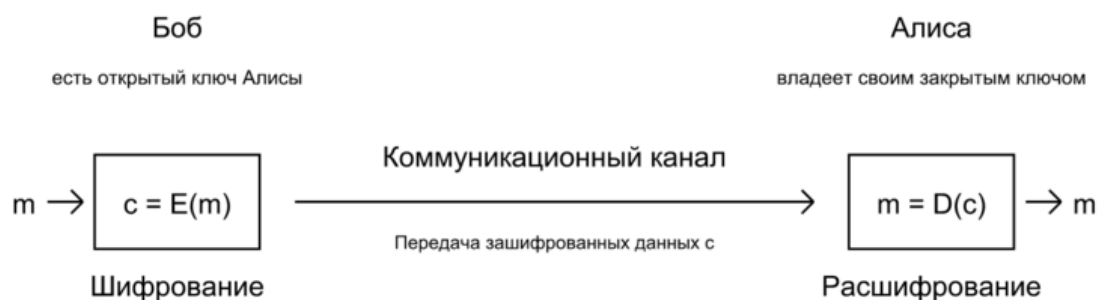 Боб
Алиса
есть открытый ключ Алисы
владеет своим закрытым ключом
Коммуникационный канал
m → c = E(m)
m = D(c) → m
Передача зашифрованных данных c
Шифрование
Расшифрование